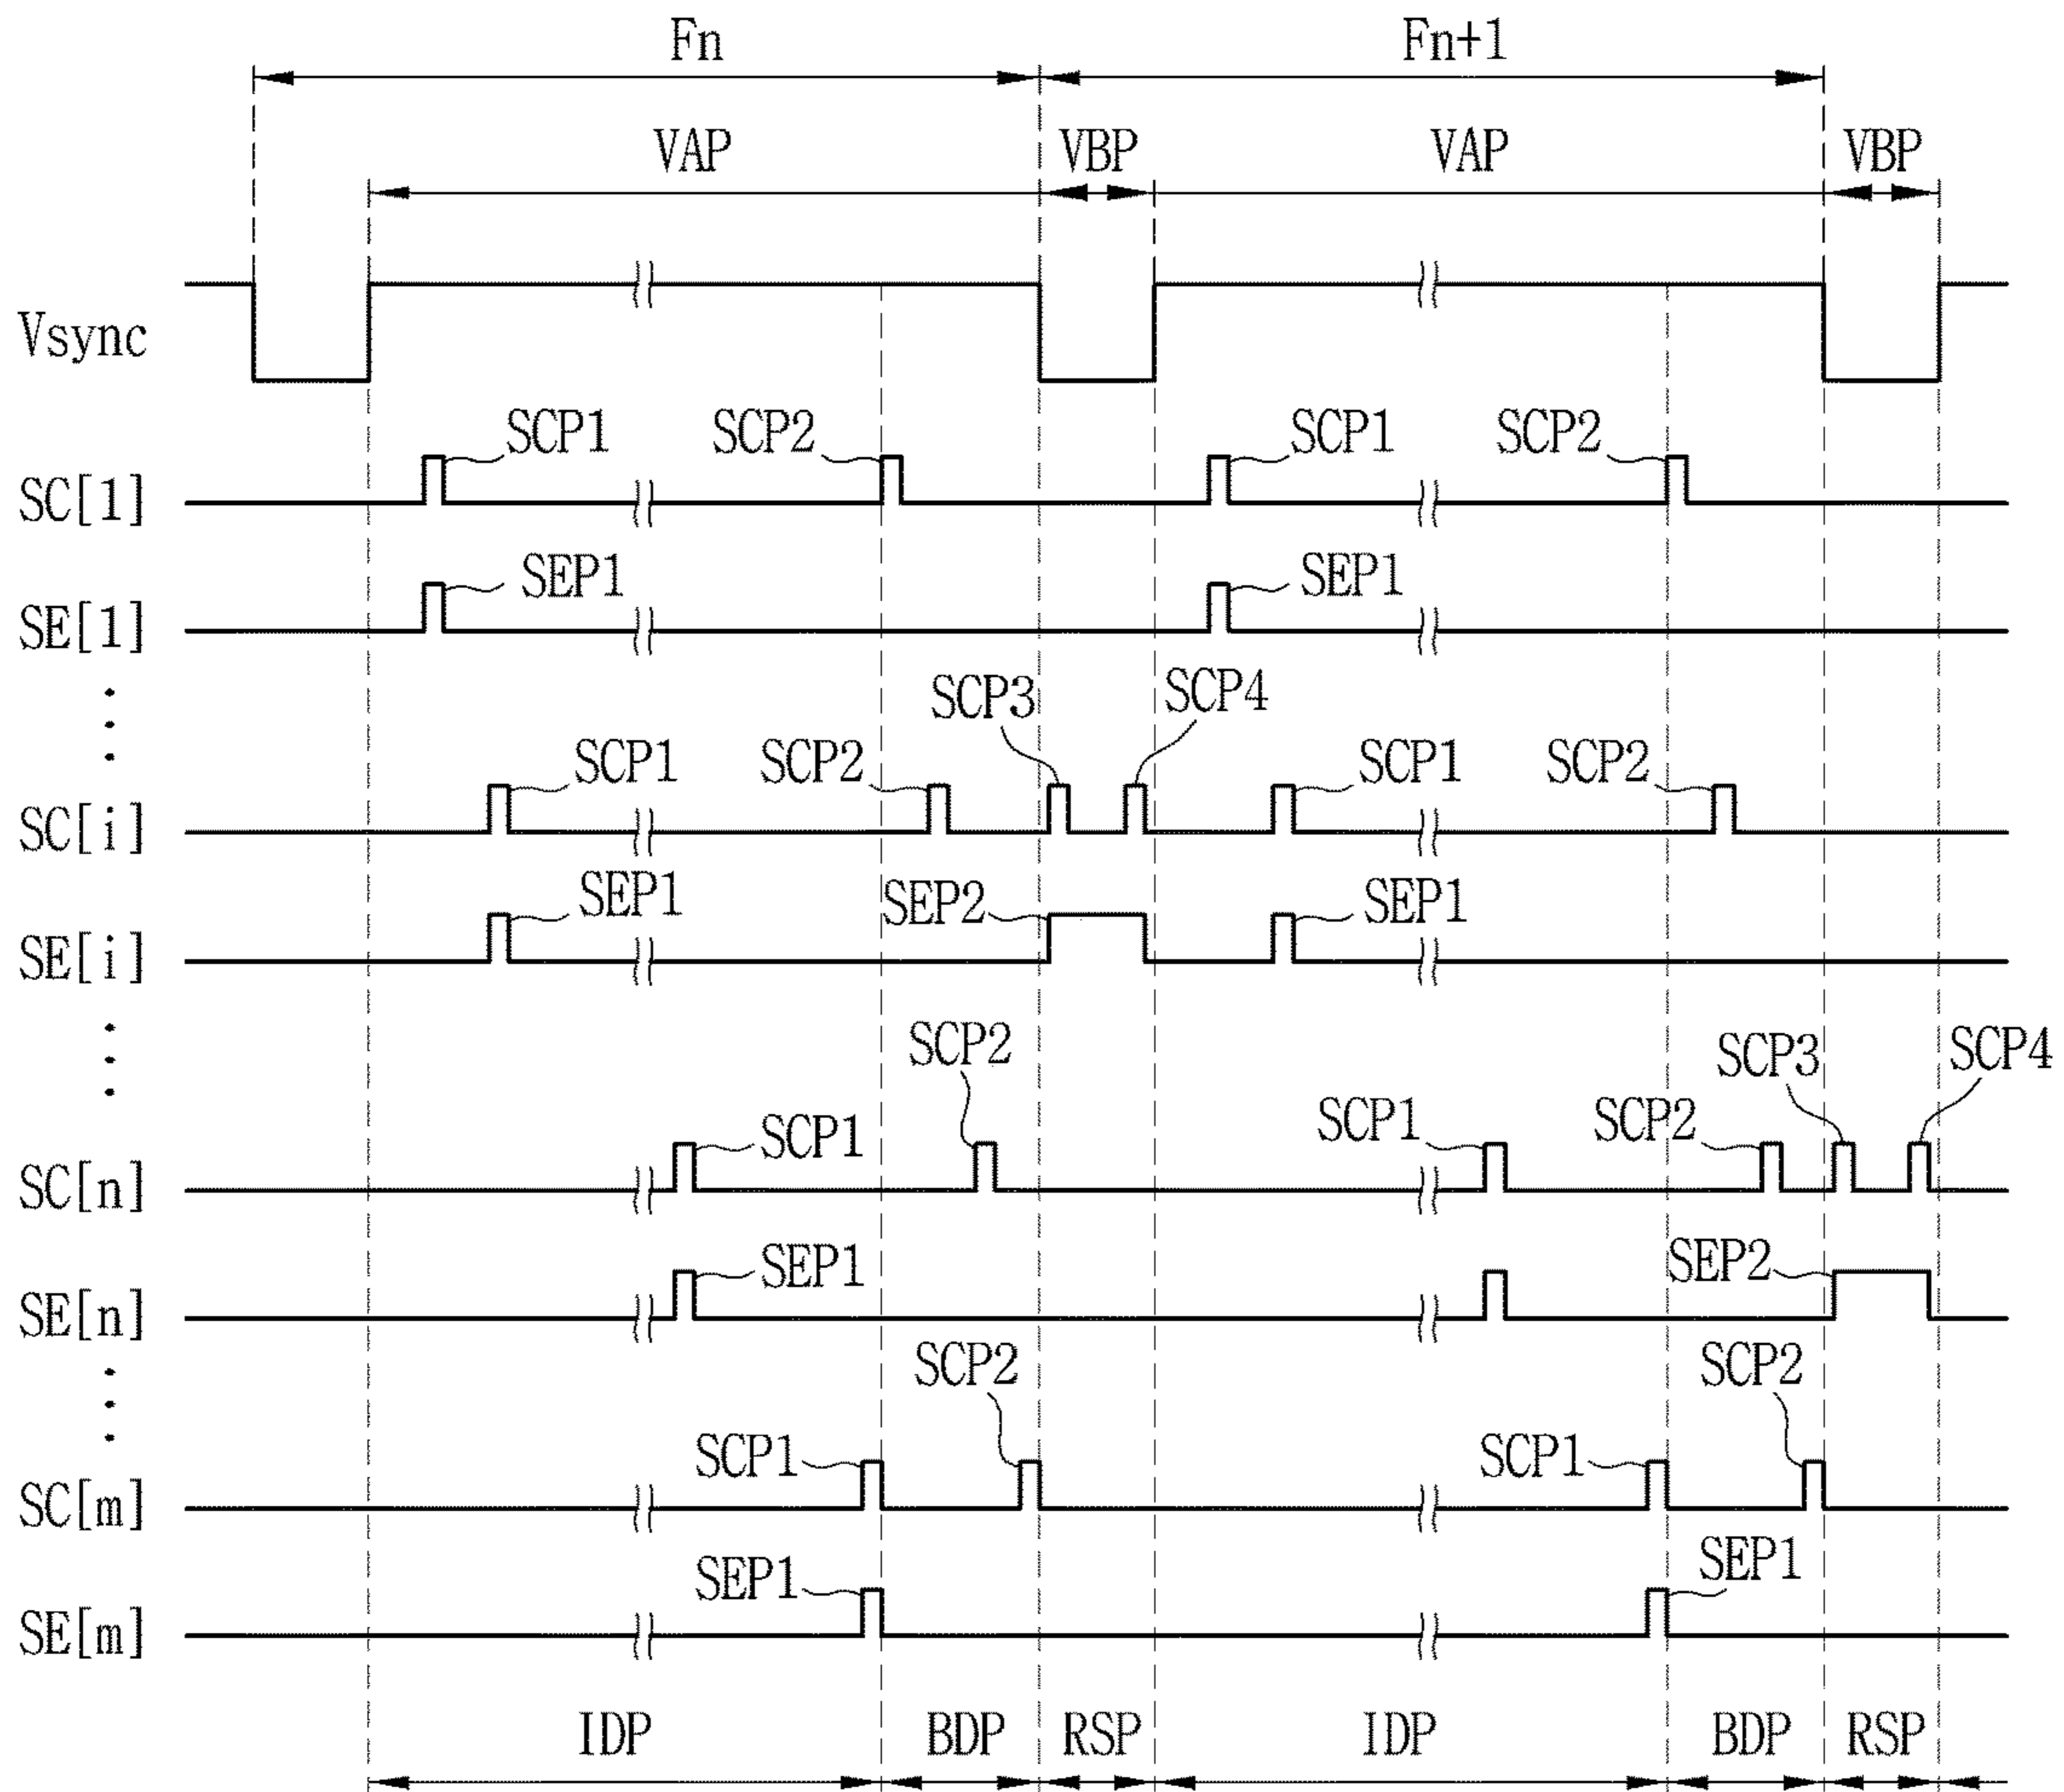 Fn Fn+1
VAP VBP VAP VBP
Vsync
SCP1 SCP2 SCP1 SCP2
SC[1]
SEP1 SEP1
SE[1]
SCP3 SCP4
SCP1 SCP2 SCP1 SCP2
SC[i]
SEP1 SEP2 SEP1
SE[i]
SCP2 SCP3 SCP4
SCP1 SCP1 SCP2
SC[n]
SEP1 SEP2
SE[n]
SCP2 SCP2
SCP1 SCP1
SC[m]
SEP1 SEP1
SE[m]
IDP BDP RSP IDP BDP RSP